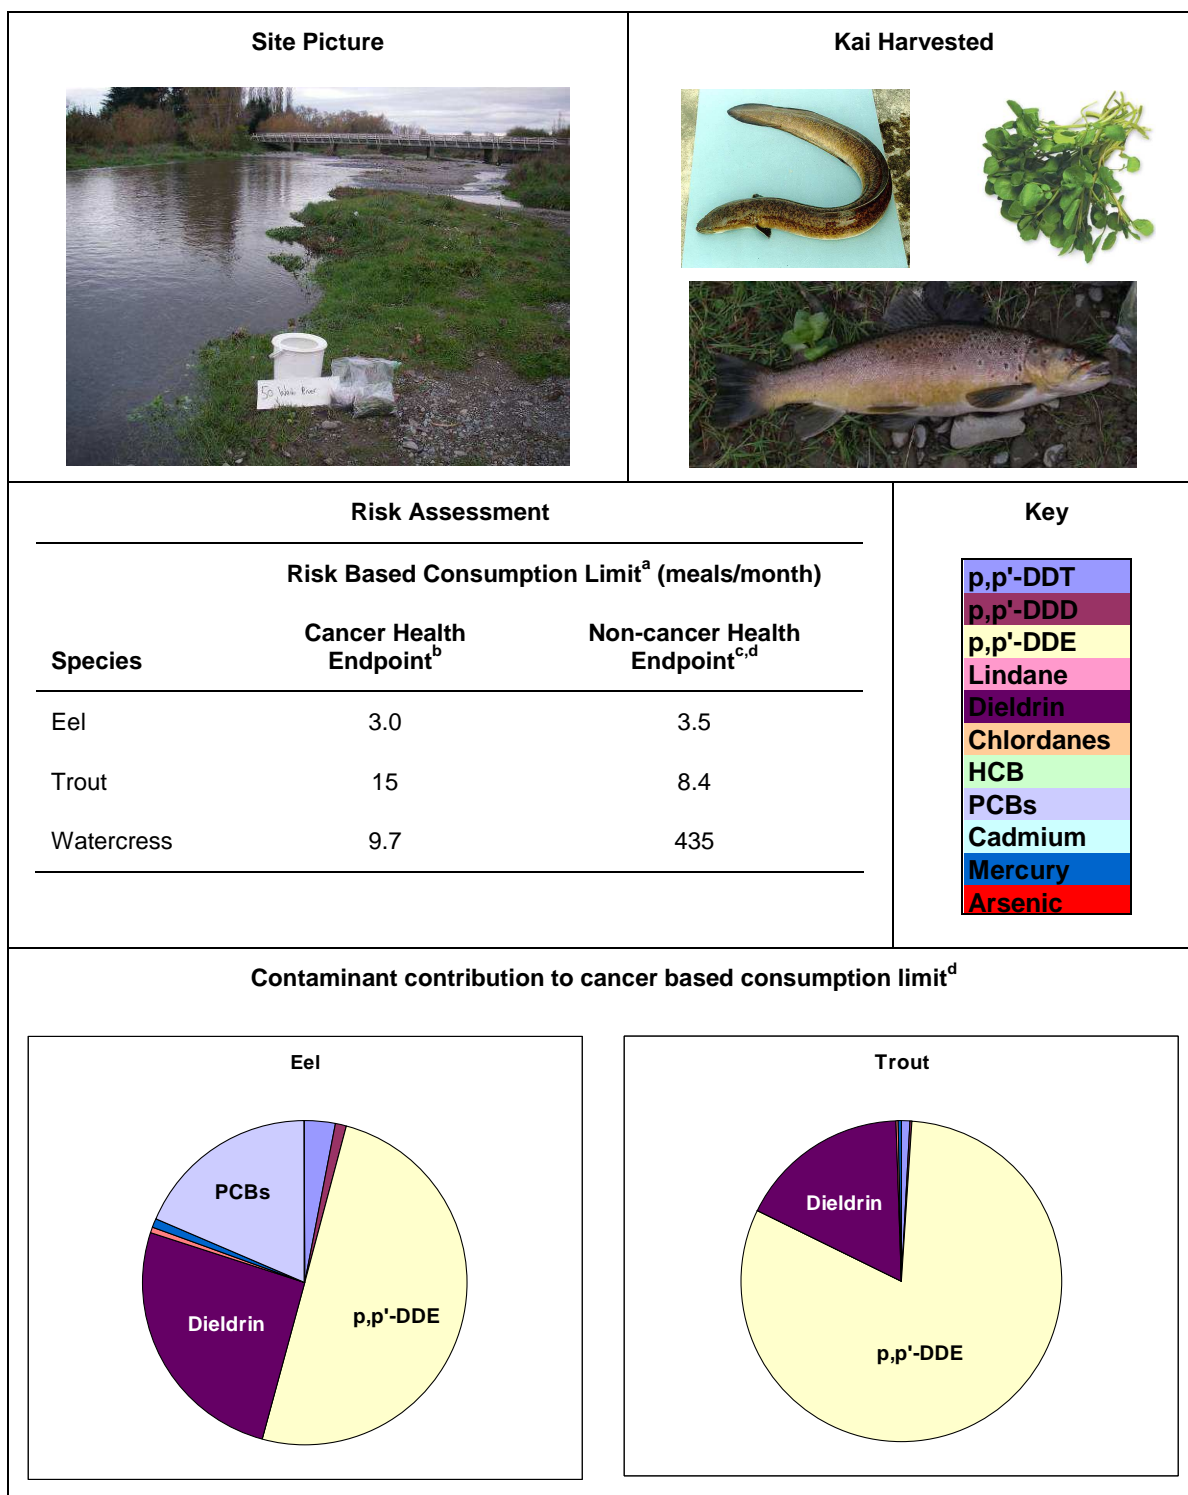 Site Picture
Kai Harvested
50
River
Risk Assessment
Risk Based Consumption Limitᵃ (meals/month)
Species
Cancer Health
Endpointᵇ
Non-cancer Health
Endpointᶜ,ᵈ
Eel 3.0 3.5
Trout 15 8.4
Watercress 9.7 435
Key
p,p'-DDT
p,p'-DDD
p,p'-DDE
Lindane
Dieldrin
Chlordanes
HCB
PCBs
Cadmium
Mercury
Arsenic
Contaminant contribution to cancer based consumption limitᵈ
Eel
PCBs
Dieldrin
p,p'-DDE
Trout
Dieldrin
p,p'-DDE